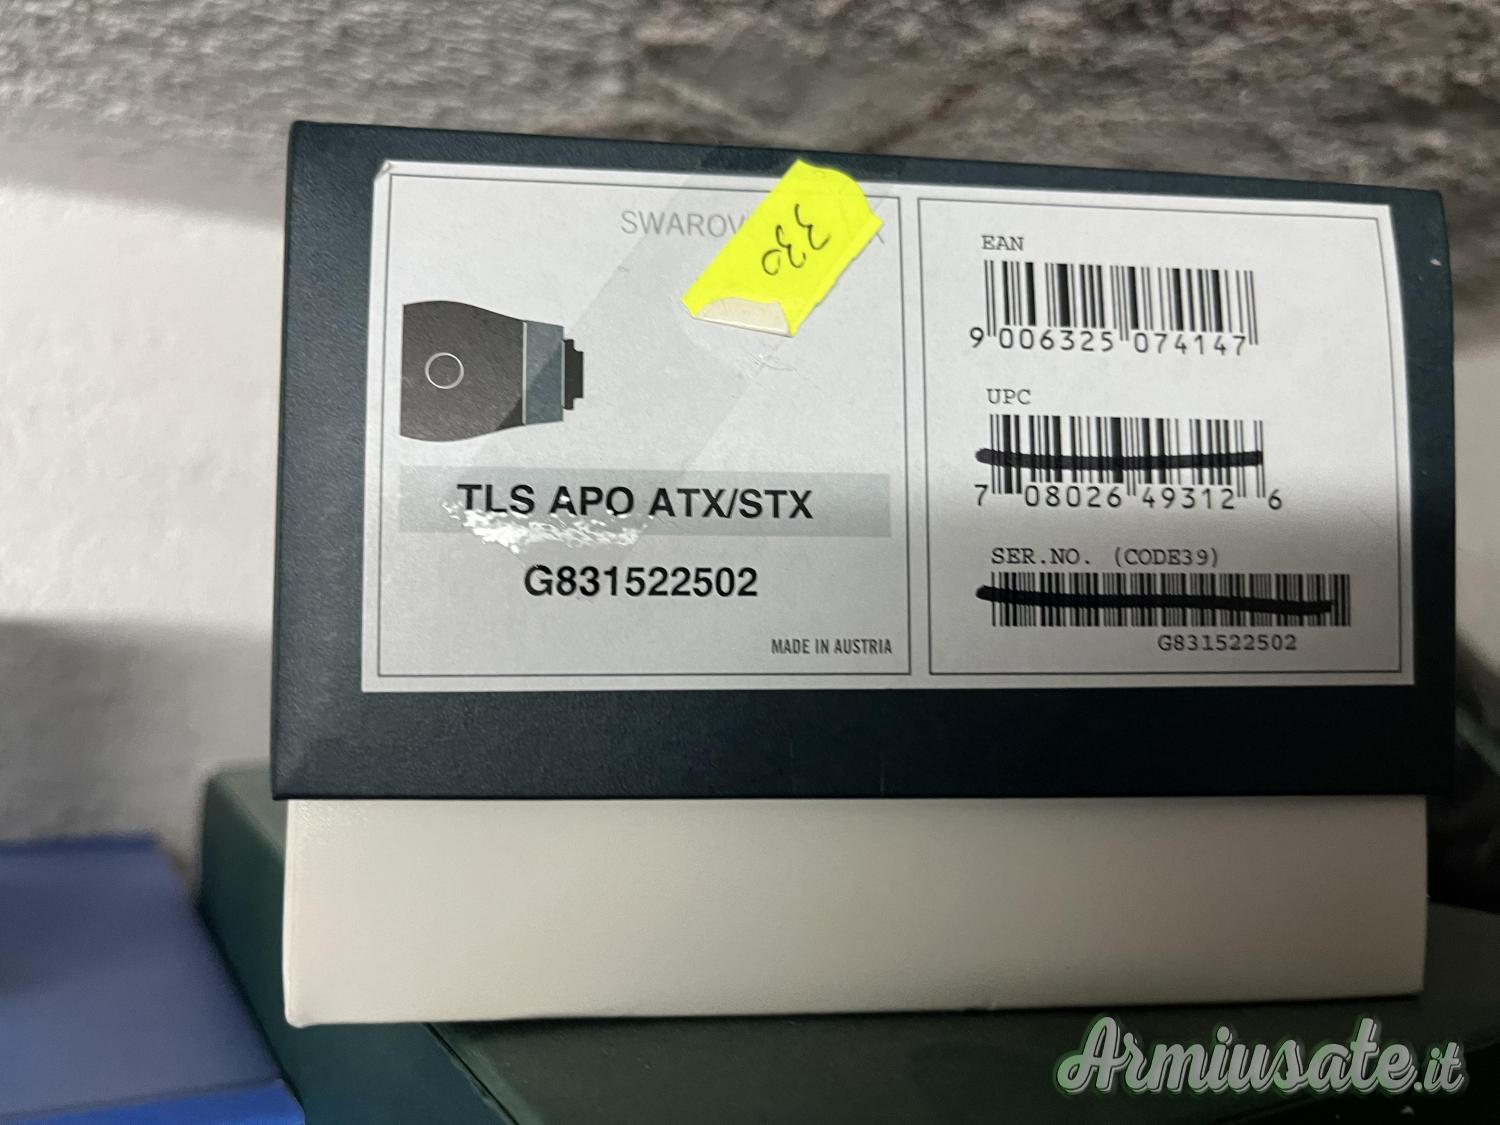 SWAROV
330
TLS APO ATX/STX
G831522502
MADE IN AUSTRIA
EAN
9 006325 074147
UPC
7 08026 49312 6
SER.NO. (CODE39)
G831522502
Armiusate.it